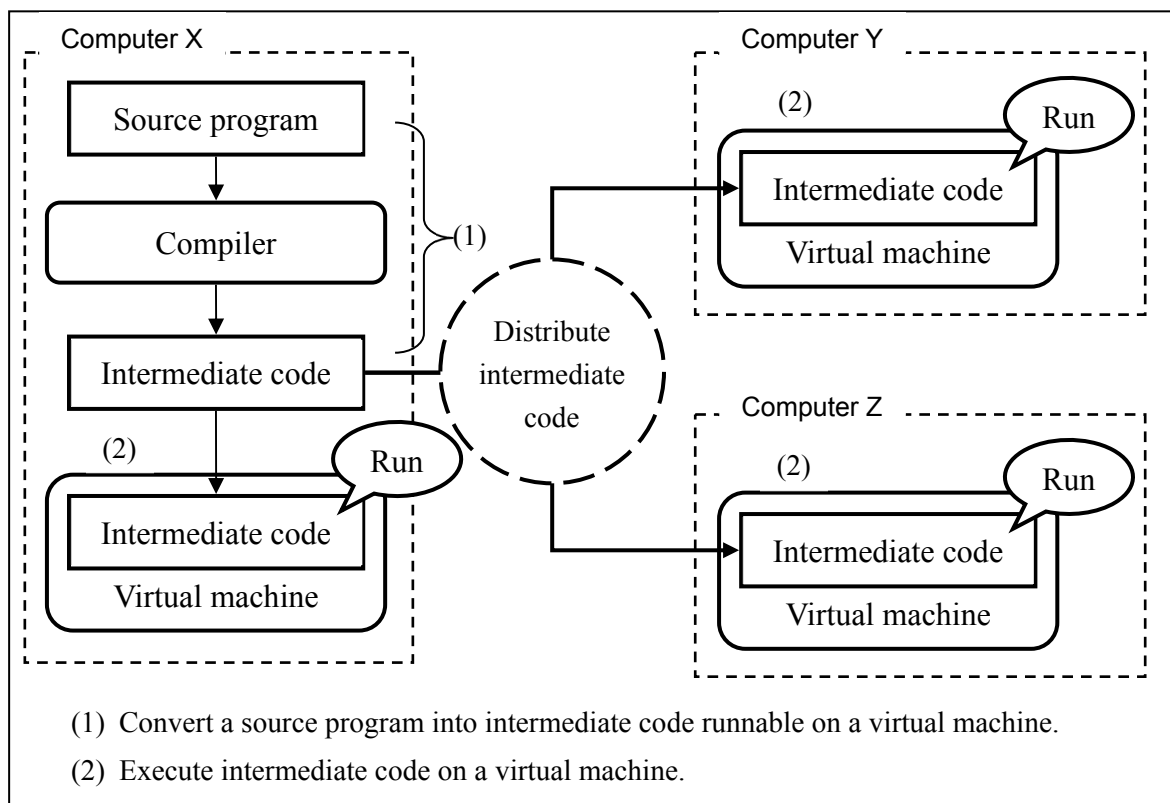 Computer X
Source program
Compiler
(1)
Intermediate code
(2)
Run
Intermediate code
Virtual machine
Distribute
intermediate
code
Computer Y
(2)
Run
Intermediate code
Virtual machine
Computer Z
(2)
Run
Intermediate code
Virtual machine
(1) Convert a source program into intermediate code runnable on a virtual machine.
(2) Execute intermediate code on a virtual machine.